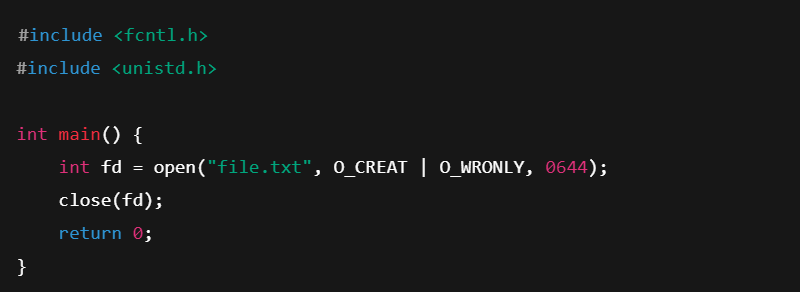 #include <fcntl.h>
#include <unistd.h>

int main() {
    int fd = open("file.txt", O_CREAT | O_WRONLY, 0644);
    close(fd);
    return 0;
}